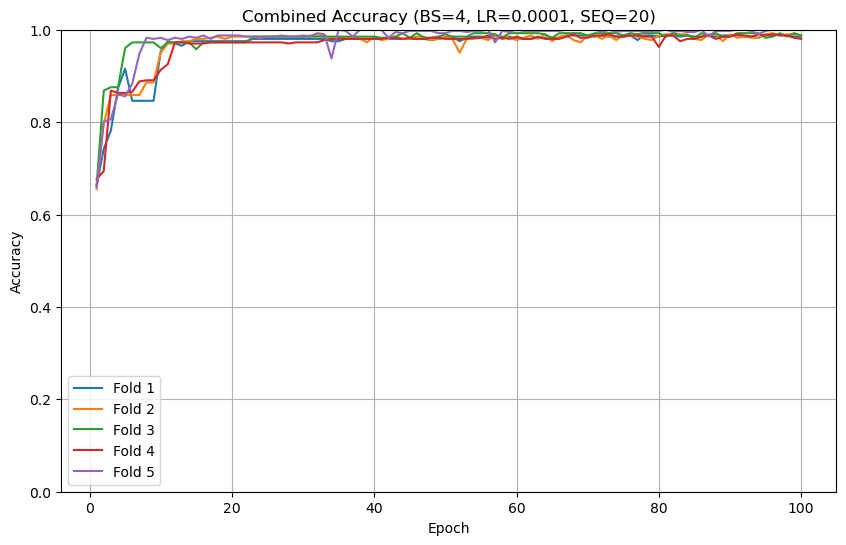 Combined Accuracy (BS=4, LR=0.0001, SEQ=20)
1.0
0.8
0.6
0.4
0.2
0.0
Accuracy
Fold 1
Fold 2
Fold 3
Fold 4
Fold 5
0 20 40 60 80 100
Epoch